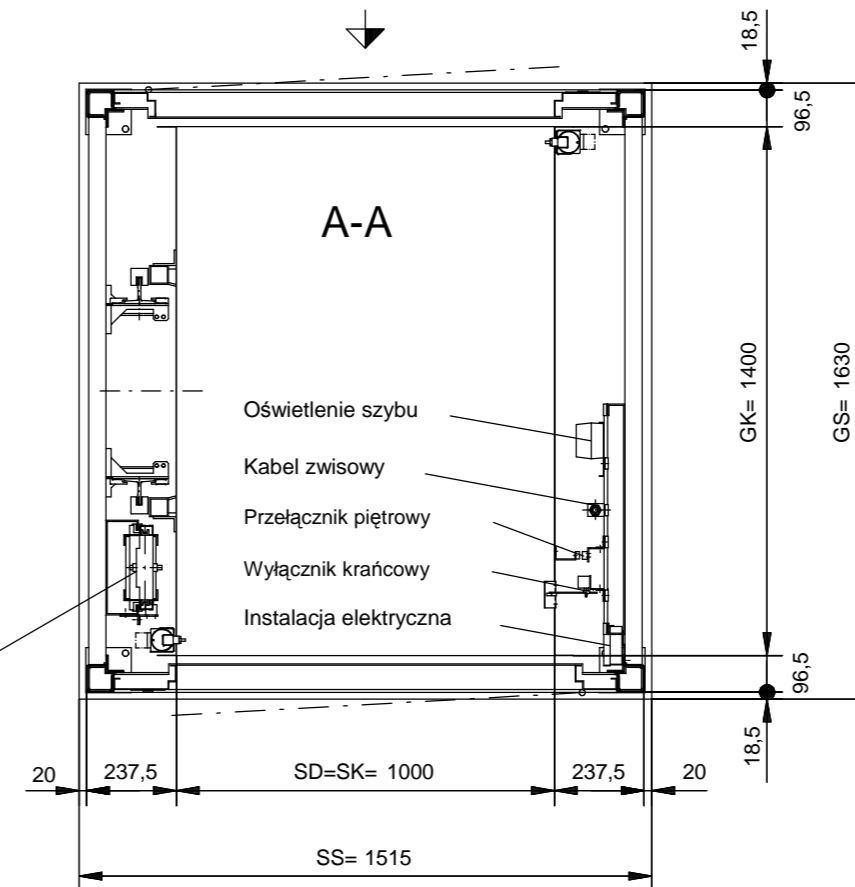 18,5
96,5
A-A
GK= 1400
GS= 1630
Oświetlenie szybu
Kabel zwisowy
Przełącznik piętrowy
Wyłącznik krańcowy
Instalacja elektryczna
96,5
18,5
20
237,5
SD=SK= 1000
237,5
20
SS= 1515